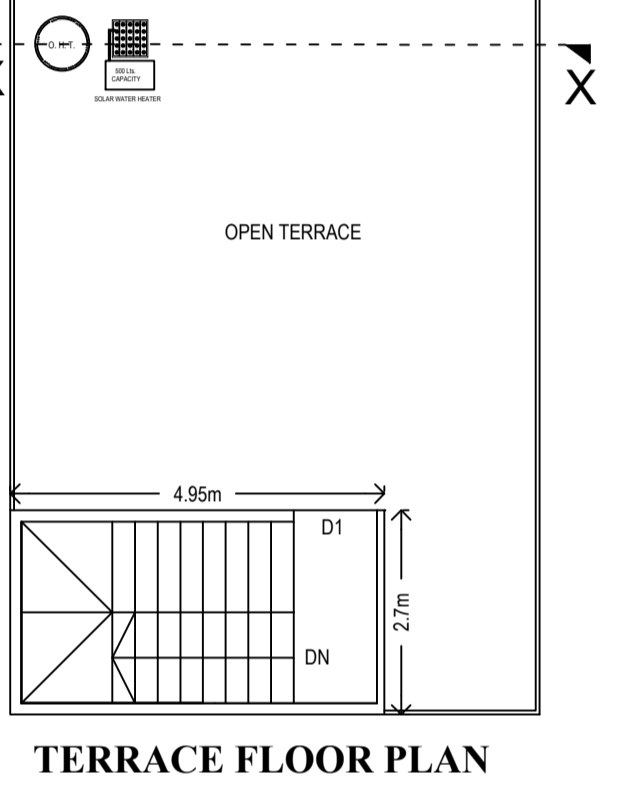 O. H.T.
500 Lts.
CAPACITY
SOLAR WATER HEATER
X
X
OPEN TERRACE
4.95m
D1
2.7m
DN
TERRACE FLOOR PLAN